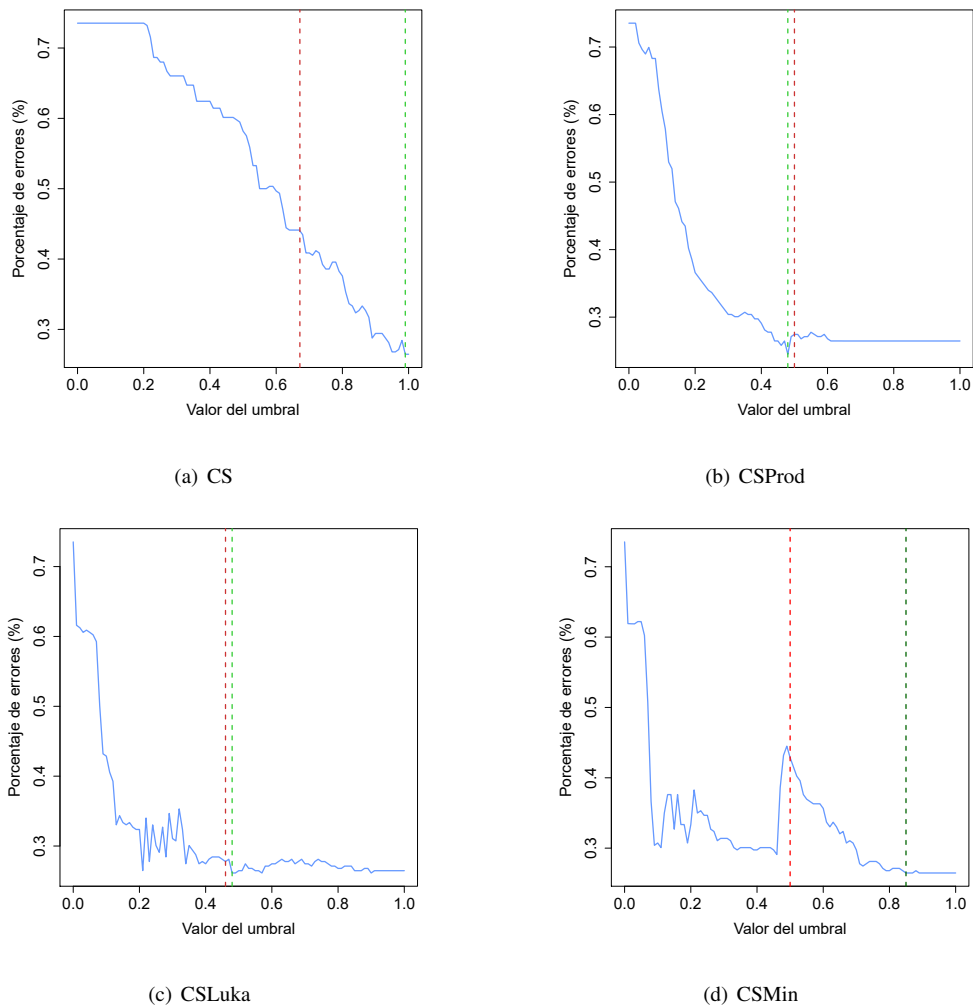 Porcentaje de errores (%)
0.7
0.6
0.5
0.4
0.3
0.0 0.2 0.4 0.6 0.8 1.0
Valor del umbral
(a) CS
Porcentaje de errores (%)
0.7
0.6
0.5
0.4
0.3
0.0 0.2 0.4 0.6 0.8 1.0
Valor del umbral
(b) CSProd
Porcentaje de errores (%)
0.7
0.6
0.5
0.4
0.3
0.0 0.2 0.4 0.6 0.8 1.0
Valor del umbral
(c) CSLuka
Porcentaje de errores (%)
0.7
0.6
0.5
0.4
0.3
0.0 0.2 0.4 0.6 0.8 1.0
Valor del umbral
(d) CSMin